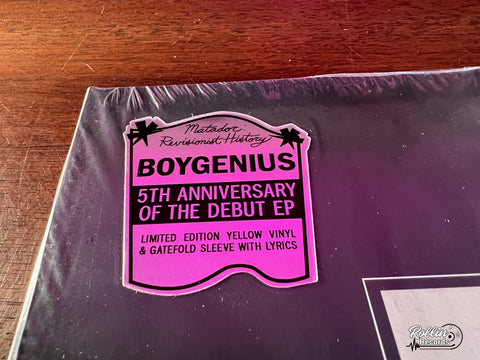 Matador:
Revisionist History
BOYGENIUS
5TH ANNIVERSARY
OF THE DEBUT EP
LIMITED EDITION YELLOW VINYL
& GATEFOLD SLEEVE WITH LYRICS
Rollin'
Records